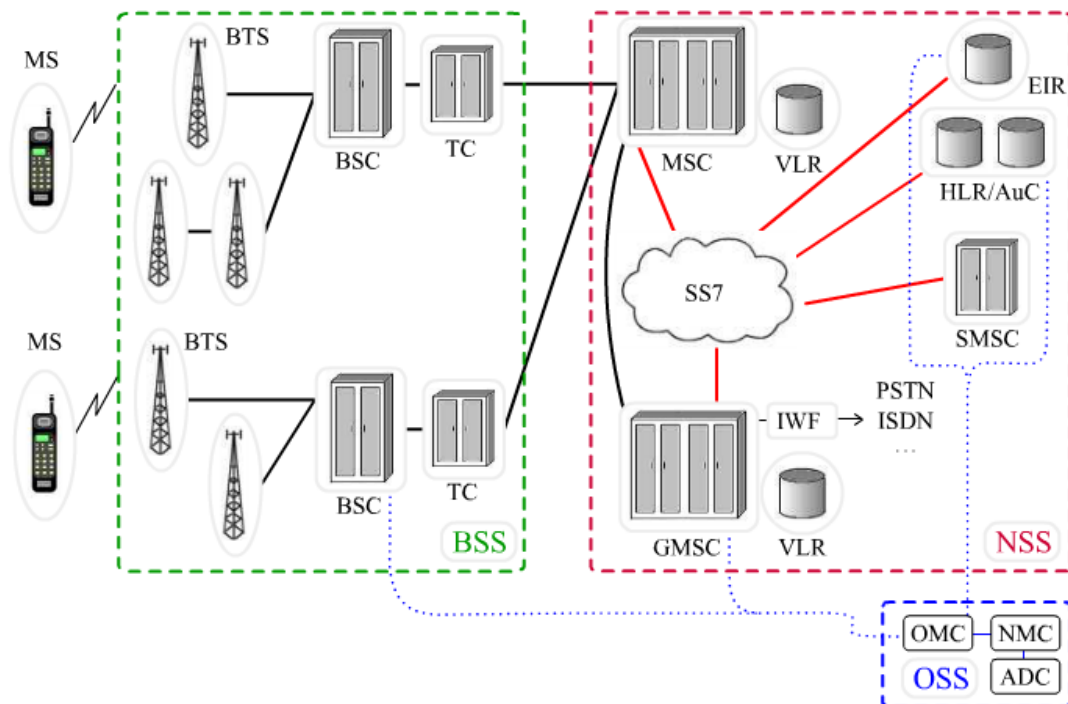 MS
BTS
BSC
TC
MSC
VLR
EIR
HLR/AuC
SS7
SMSC
MS
BTS
BSC
TC
BSS
GMSC
VLR
IWF
PSTN
ISDN
...
NSS
OMC
NMC
OSS
ADC